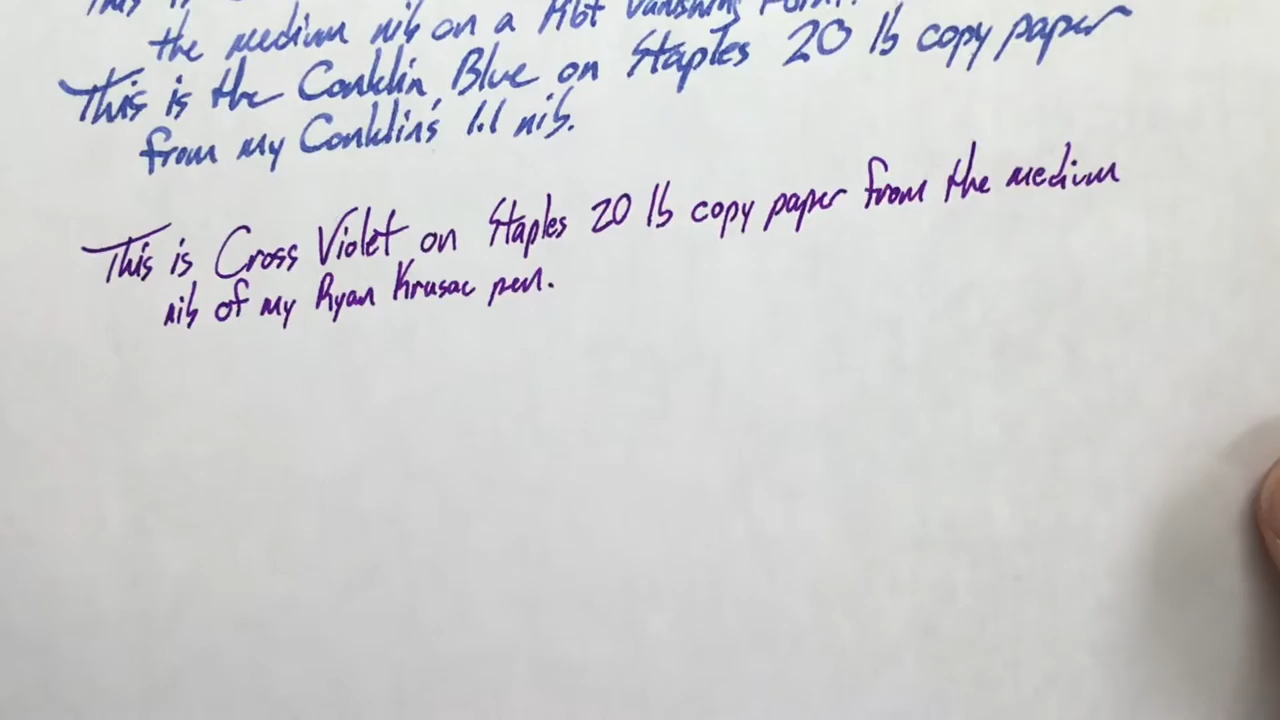 This
the medium nib on a Pilot Vanishing Point.
This is the Conklin Blue on Staples 20 lb copy paper
from my Conklin's 1.1 nib.
This is Cross Violet on Staples 20 lb copy paper from the medium
nib of my Ryan Krusac pen.